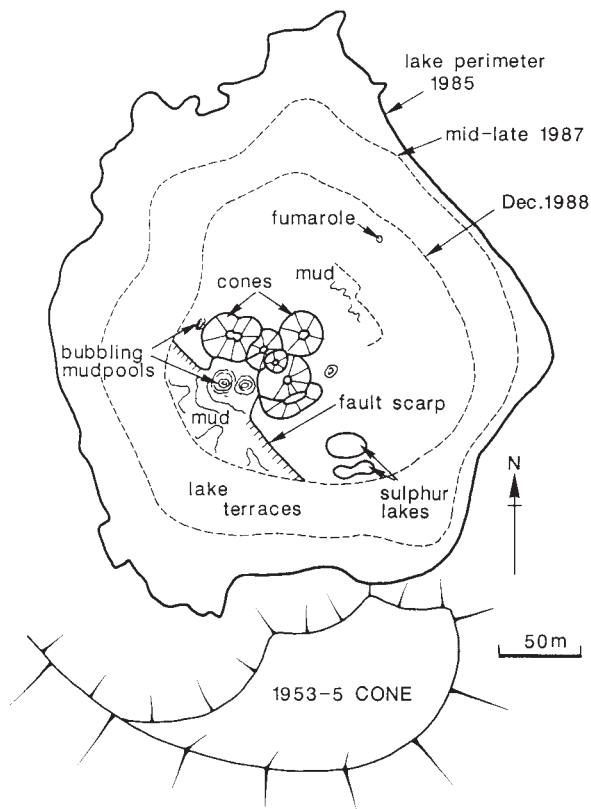 lake perimeter
1985
mid-late 1987
Dec.1988
fumarole
mud
cones
bubbling
mudpools
fault scarp
mud
lake
terraces
sulphur
lakes
N
50m
1953-5 CONE